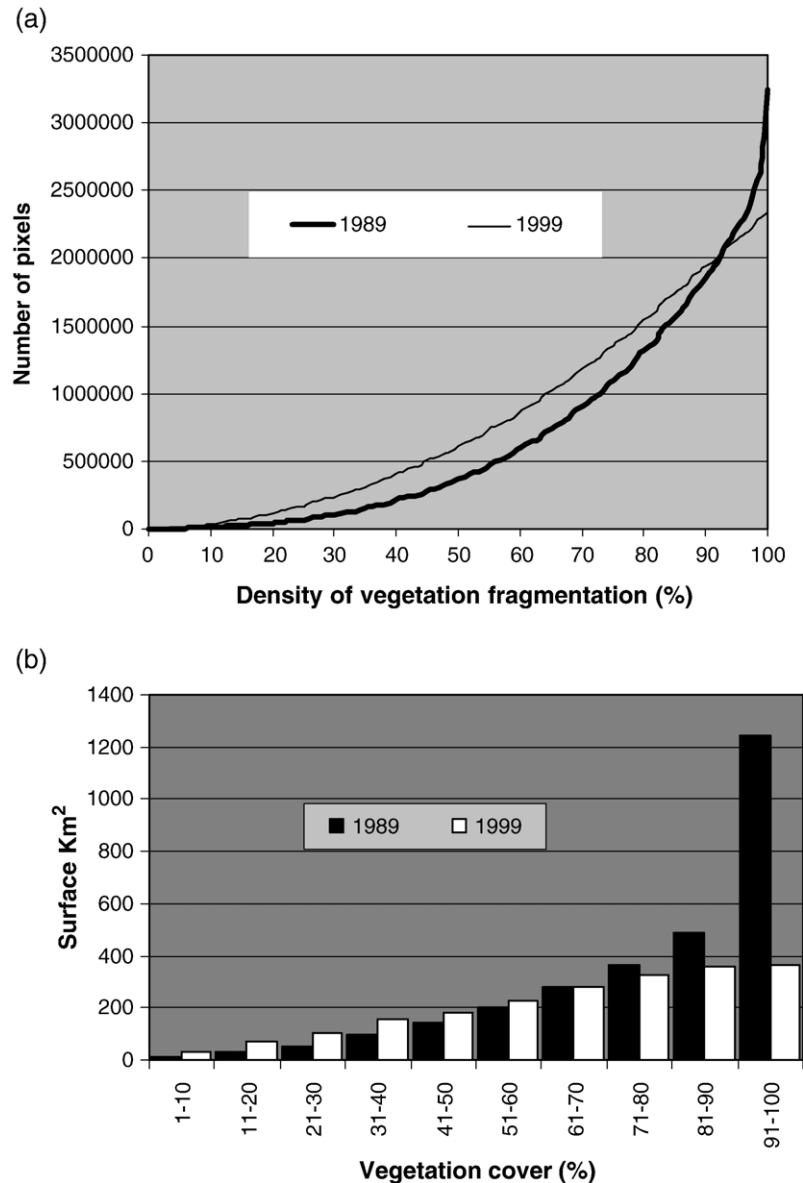 (a)
3500000
3000000
2500000
2000000
1500000
1000000
500000
0
Number of pixels
1989 1999
0 10 20 30 40 50 60 70 80 90 100
Density of vegetation fragmentation (%)
(b)
1400
1200
1000
800
600
400
200
0
Surface Km²
1989 1999
1-10 11-20 21-30 31-40 41-50 51-60 61-70 71-80 81-90 91-100
Vegetation cover (%)